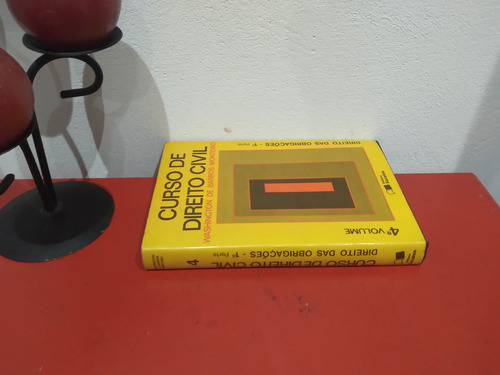 CURSO DE
DIREITO CIVIL
WASHINGTON DE BARROS MONTEIRO
DIREITO DAS OBRIGAÇÕES - 1ª Parte
4º VOLUME
CURSO DE DIREITO CIVIL
DIREITO DAS OBRIGAÇÕES - 1ª Parte
4